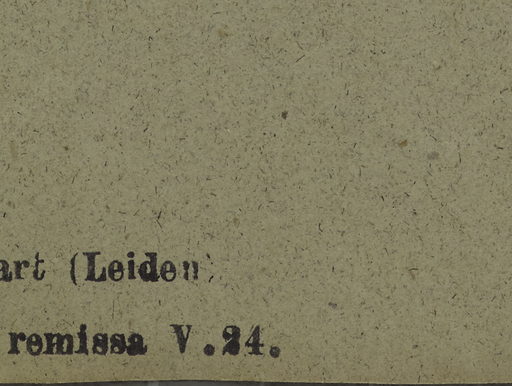 art (Leiden
remissa V.24.